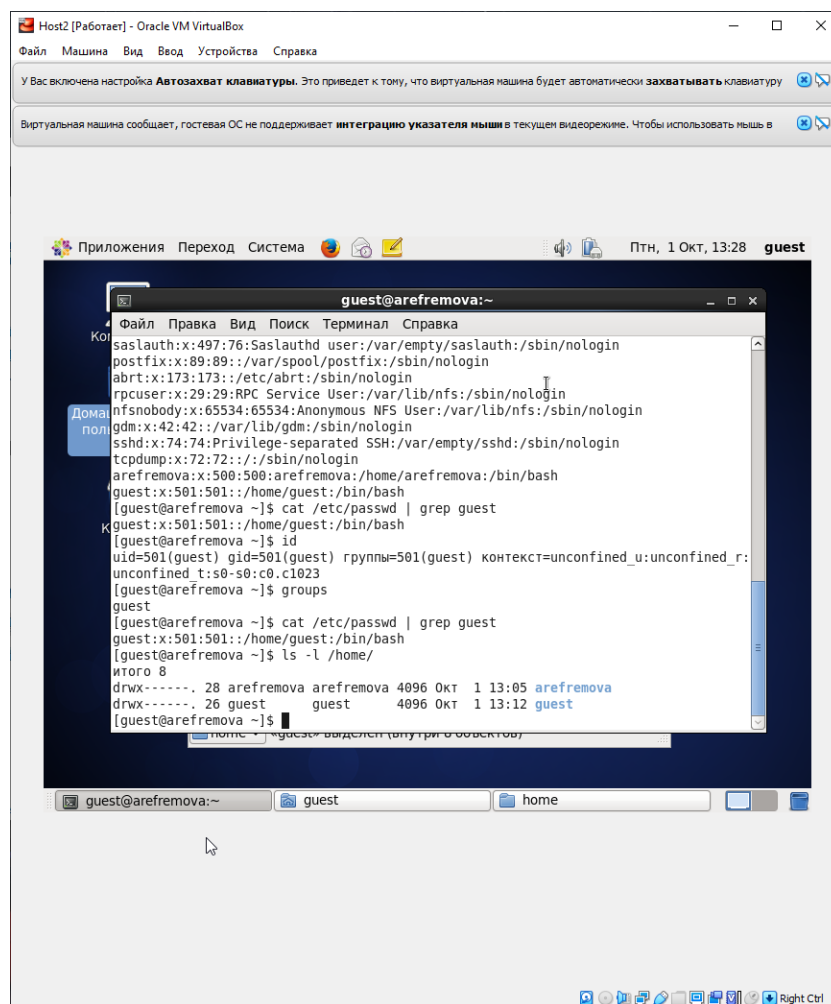 Host2 [Работает] - Oracle VM VirtualBox
Файл Машина Вид Ввод Устройства Справка
У Вас включена настройка Автозахват клавиатуры. Это приведет к тому, что виртуальная машина будет автоматически захватывать клавиатуру
Виртуальная машина сообщает, гостевая ОС не поддерживает интеграцию указателя мыши в текущем видеорежиме. Чтобы использовать мышь в
Приложения Переход Система Птн, 1 Окт, 13:28 guest
guest@arefremova:~
Файл Правка Вид Поиск Терминал Справка
saslauth:x:497:76:Saslauthd user:/var/empty/saslauth:/sbin/nologin
postfix:x:89:89::/var/spool/postfix:/sbin/nologin
abrt:x:173:173::/etc/abrt:/sbin/nologin
rpcuser:x:29:29:RPC Service User:/var/lib/nfs:/sbin/nologin
nfsnobody:x:65534:65534:Anonymous NFS User:/var/lib/nfs:/sbin/nologin
gdm:x:42:42::/var/lib/gdm:/sbin/nologin
sshd:x:74:74:Privilege-separated SSH:/var/empty/sshd:/sbin/nologin
tcpdump:x:72:72::/:/sbin/nologin
arefremova:x:500:500:arefremova:/home/arefremova:/bin/bash
guest:x:501:501::/home/guest:/bin/bash
[guest@arefremova ~]$ cat /etc/passwd | grep guest
guest:x:501:501::/home/guest:/bin/bash
[guest@arefremova ~]$ id
uid=501(guest) gid=501(guest) группы=501(guest) контекст=unconfined_u:unconfined_r:
unconfined_t:s0-s0:c0.c1023
[guest@arefremova ~]$ groups
guest
[guest@arefremova ~]$ cat /etc/passwd | grep guest
guest:x:501:501::/home/guest:/bin/bash
[guest@arefremova ~]$ ls -l /home/
итого 8
drwx------. 28 arefremova arefremova 4096 Окт 1 13:05 arefremova
drwx------. 26 guest guest 4096 Окт 1 13:12 guest
[guest@arefremova ~]$
home «guest» выделен (внутри 6 объектов)
guest@arefremova:~ guest home
Right Ctrl